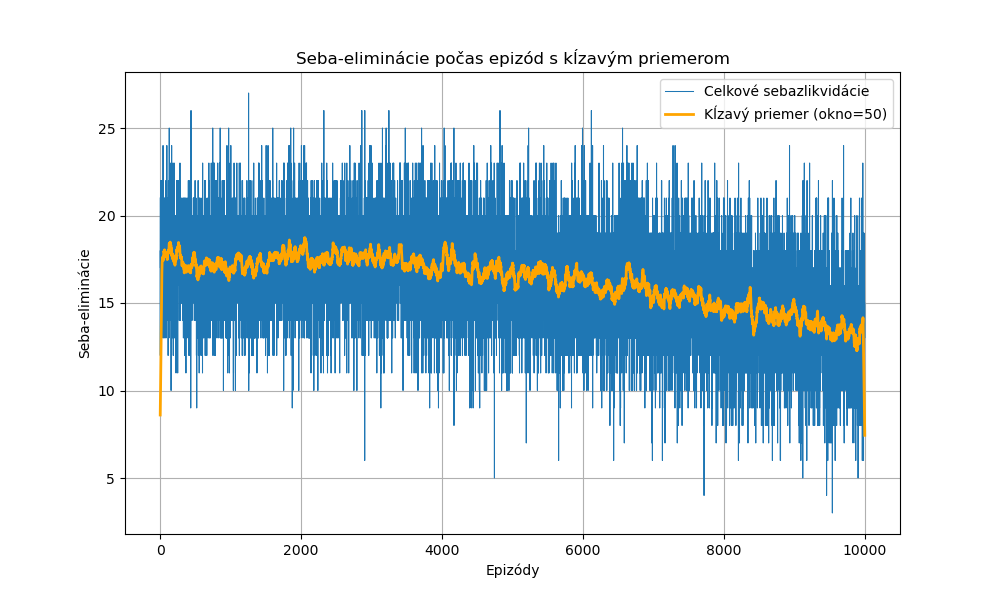 Seba-eliminácie počas epizód s kĺzavým priemerom
Celkové sebazlikvidácie
Kĺzavý priemer (okno=50)
25
20
15
10
5
Seba-eliminácie
0
2000
4000
6000
8000
10000
Epizódy